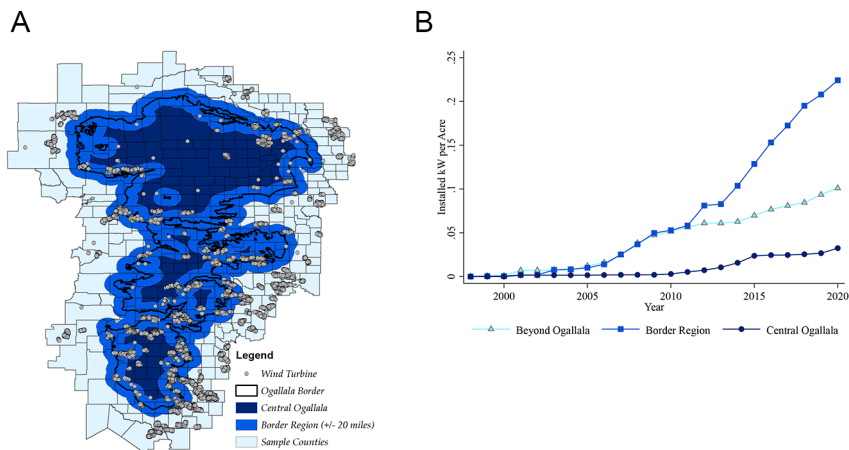 A
Legend
Wind Turbine
Ogallala Border
Central Ogallala
Border Region (+/- 20 miles)
Sample Counties
B
Installed kW per Acre
.25
.2
.15
.1
.05
0
2000 2005 2010 2015 2020
Year
Beyond Ogallala Border Region Central Ogallala